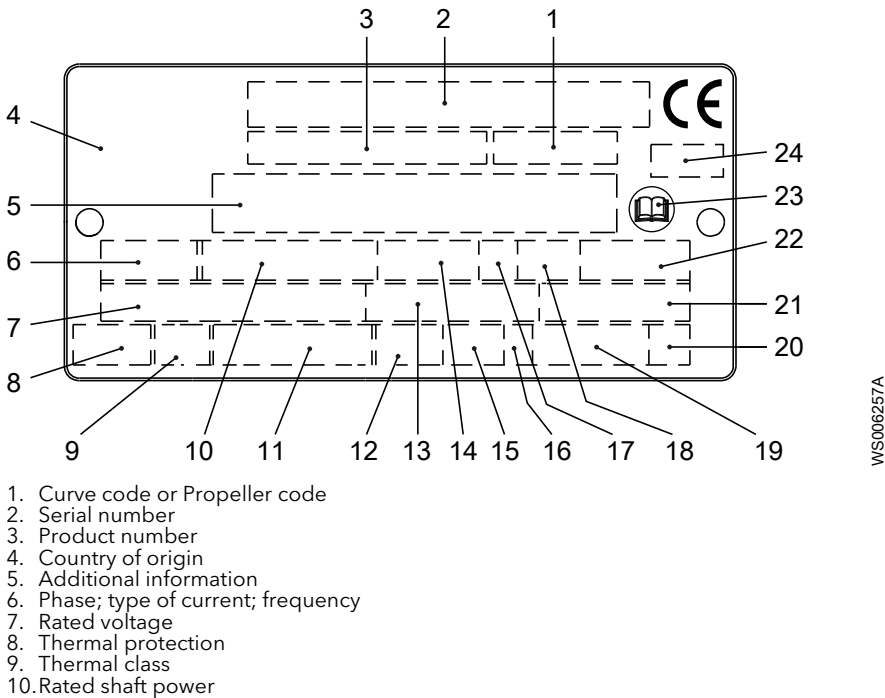 3 2 1
CE
4
24
5
23
6
22
7
21
8
20
9 10 11 12 13 14 15 16 17 18 19
WS006257A
1. Curve code or Propeller code
2. Serial number
3. Product number
4. Country of origin
5. Additional information
6. Phase; type of current; frequency
7. Rated voltage
8. Thermal protection
9. Thermal class
10.Rated shaft power